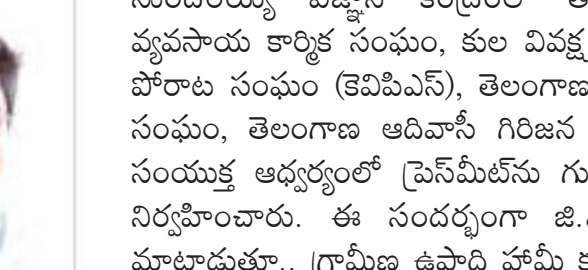 వ్యవసాయ కార్మిక సంఘం, కుల వివక్ష
పోరాట సంఘం (కెవిపిఎస్), తెలంగాణ
సంఘం, తెలంగాణ ఆదివాసీ గిరిజన
సంయుక్త ఆధ్వర్యంలో ప్రెస్‌మీట్‌ను గు
నిర్వహించారు. ఈ సందర్భంగా జి.
మాట్లాడుతూ.. గ్రామీణ ఉపాధి హామీ